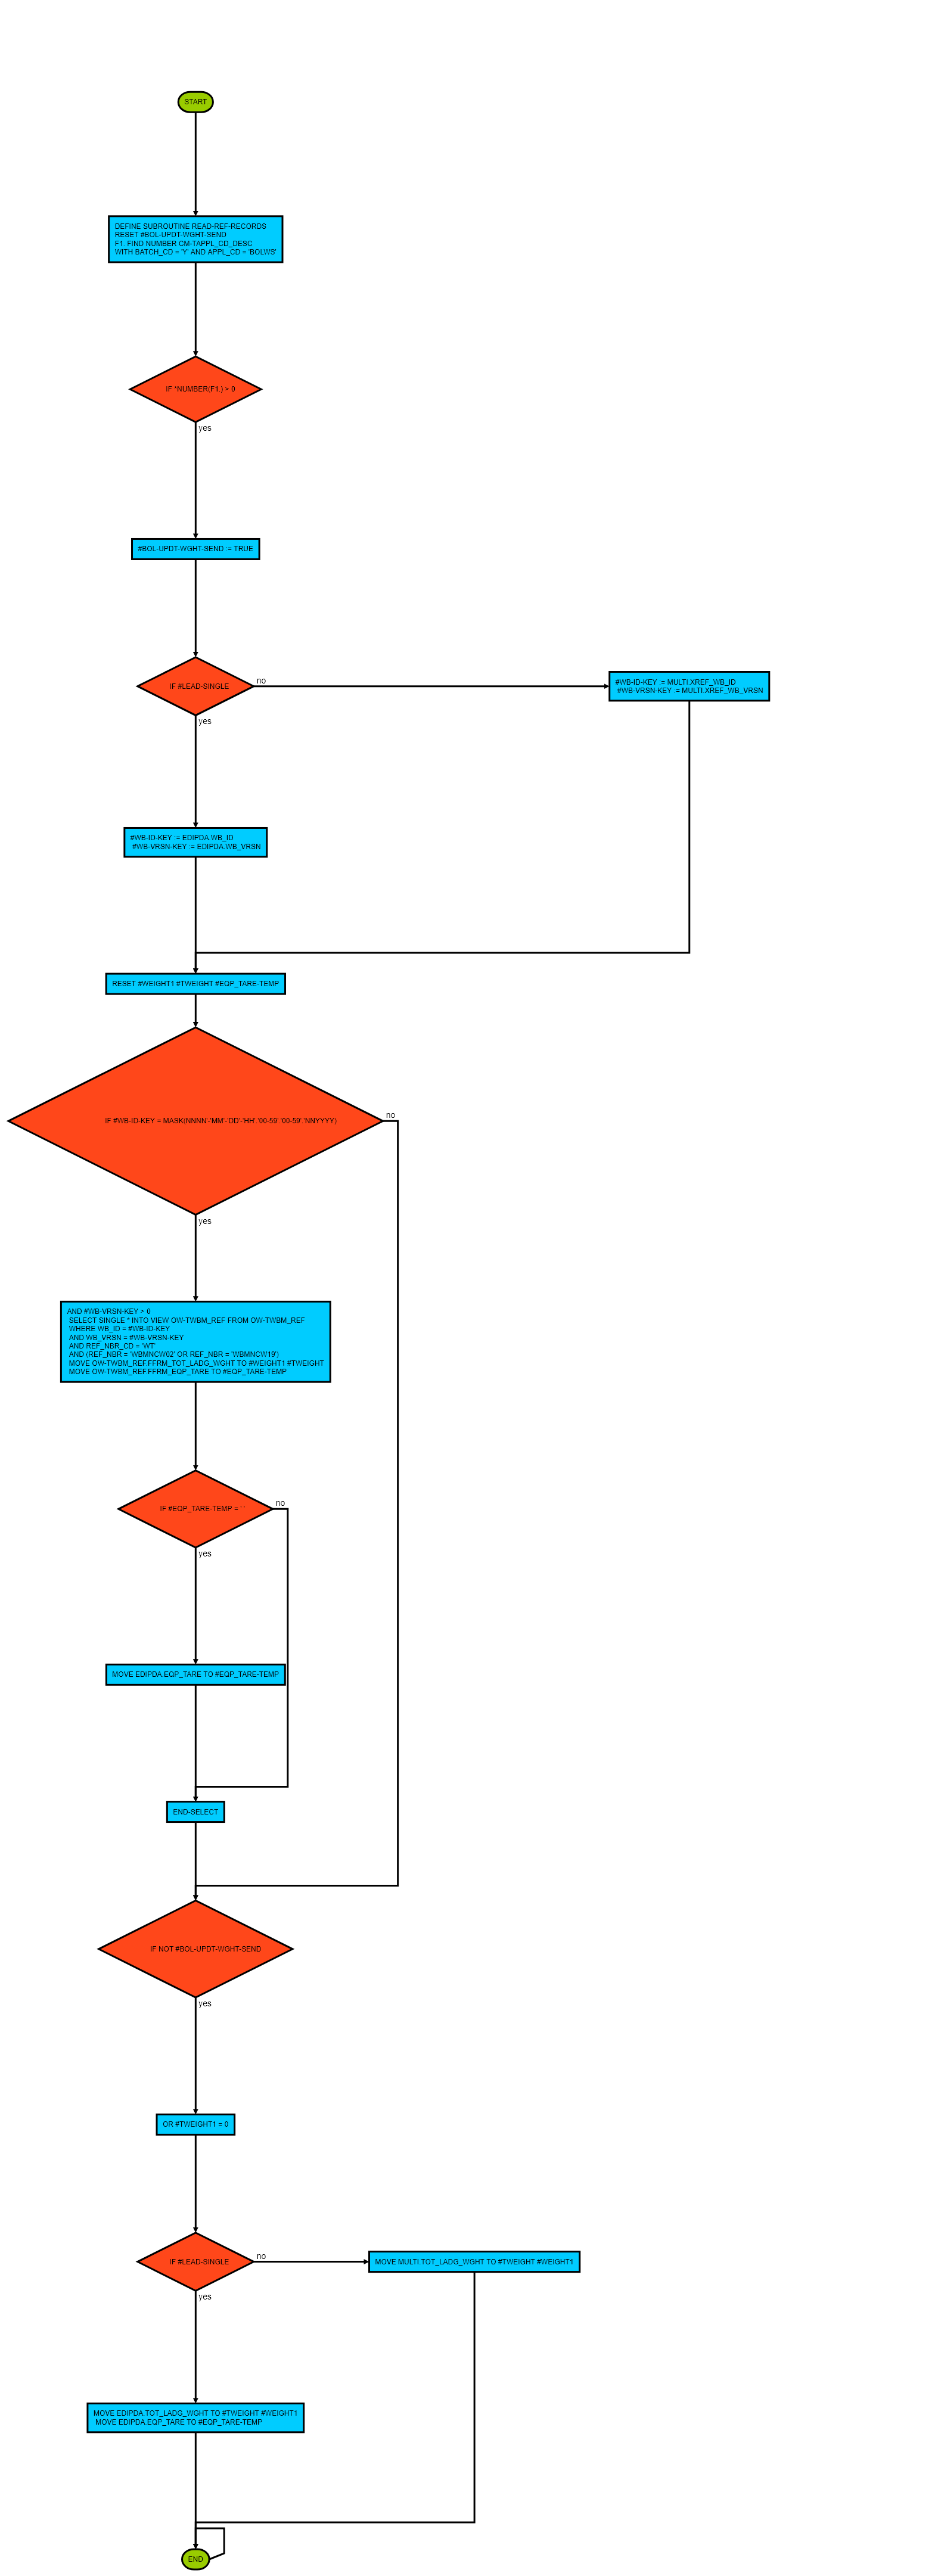 START
DEFINE SUBROUTINE READ-REF-RECORDS
RESET #BOL-UPDT-WGHT-SEND
F1. FIND NUMBER CM-TAPPL_CD_DESC
WITH BATCH_CD = 'Y' AND APPL_CD = 'BOLWS'
IF *NUMBER(F1.) > 0
yes
#BOL-UPDT-WGHT-SEND := TRUE
IF #LEAD-SINGLE
no
#WB-ID-KEY := MULTI.XREF_WB_ID
#WB-VRSN-KEY := MULTI.XREF_WB_VRSN
yes
#WB-ID-KEY := EDIPDA.WB_ID
#WB-VRSN-KEY := EDIPDA.WB_VRSN
RESET #WEIGHT1 #TWEIGHT #EQP_TARE-TEMP
IF #WB-ID-KEY = MASK(NNNN'-'MM'-'DD'-'HH'.'00-59'.'00-59'.'NNYYYY)
no
yes
AND #WB-VRSN-KEY > 0
SELECT SINGLE * INTO VIEW OW-TWBM_REF FROM OW-TWBM_REF
WHERE WB_ID = #WB-ID-KEY
AND WB_VRSN = #WB-VRSN-KEY
AND REF_NBR_CD = 'WT'
AND (REF_NBR = 'WBMNCW02' OR REF_NBR = 'WBMNCW19')
MOVE OW-TWBM_REF.FFRM_TOT_LADG_WGHT TO #WEIGHT1 #TWEIGHT
MOVE OW-TWBM_REF.FFRM_EQP_TARE TO #EQP_TARE-TEMP
IF #EQP_TARE-TEMP = ' '
no
yes
MOVE EDIPDA.EQP_TARE TO #EQP_TARE-TEMP
END-SELECT
IF NOT #BOL-UPDT-WGHT-SEND
yes
OR #TWEIGHT1 = 0
IF #LEAD-SINGLE
no
MOVE MULTI.TOT_LADG_WGHT TO #TWEIGHT #WEIGHT1
yes
MOVE EDIPDA.TOT_LADG_WGHT TO #TWEIGHT #WEIGHT1
MOVE EDIPDA.EQP_TARE TO #EQP_TARE-TEMP
END